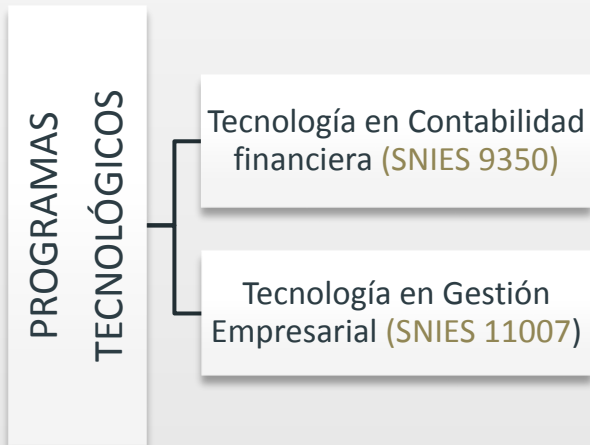 PROGRAMAS
TECNOLÓGICOS
Tecnología en Contabilidad
financiera (SNIES 9350)
Tecnología en Gestión
Empresarial (SNIES 11007)